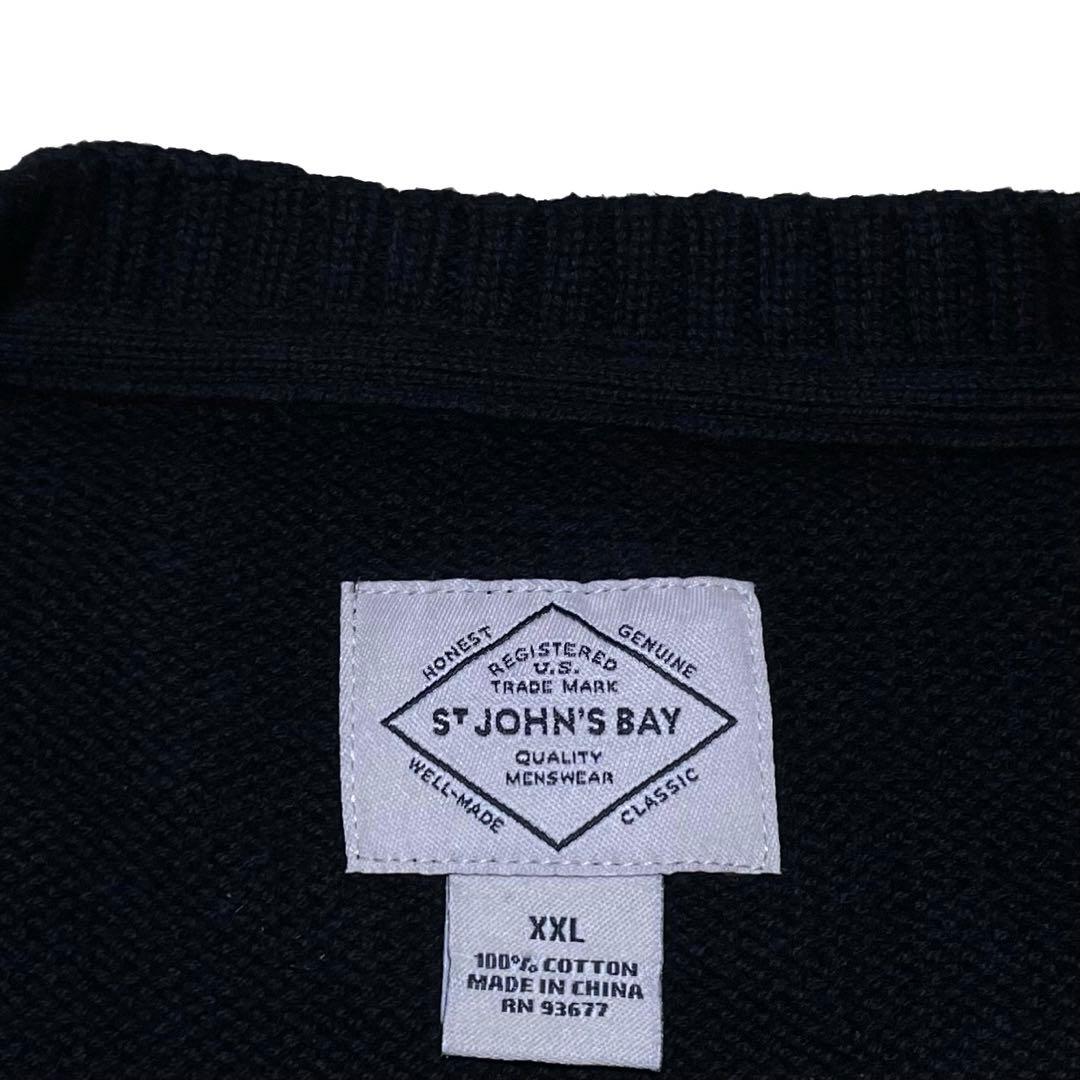 HONEST
GENUINE
REGISTERED
U.S.
TRADE MARK
ST JOHN'S BAY
QUALITY
MENSWEAR
WELL-MADE
CLASSIC
XXL
100% COTTON
MADE IN CHINA
RN 93677